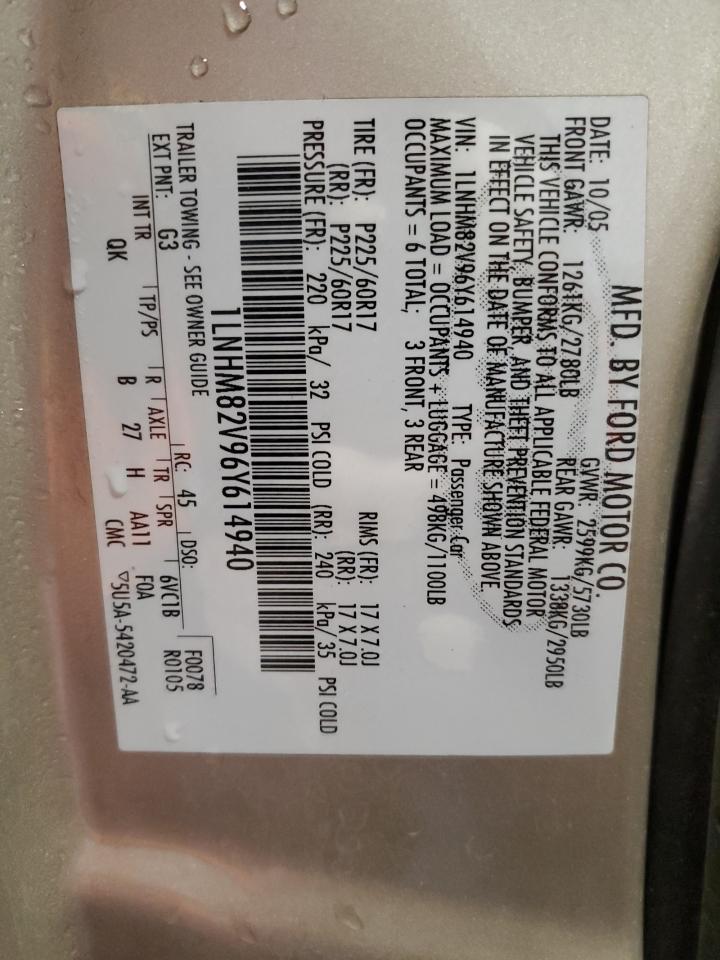 MFD. BY FORD MOTOR CO.
DATE: 10/05 GVWR: 2599KG/5730LB
FRONT GAWR: 1261KG/2780LB REAR GAWR: 1338KG/2950LB
THIS VEHICLE CONFORMS TO ALL APPLICABLE FEDERAL MOTOR
VEHICLE SAFETY, BUMPER, AND THEFT PREVENTION STANDARDS
IN EFFECT ON THE DATE OF MANUFACTURE SHOWN ABOVE.
VIN: 1LNHM82V96Y614940 TYPE: Passenger Car
MAXIMUM LOAD = OCCUPANTS + LUGGAGE = 498KG/1100LB
OCCUPANTS = 6 TOTAL; 3 FRONT, 3 REAR
TIRE (FR): P225/60R17 RIMS (FR): 17 X 7.0J
(RR): P225/60R17 (RR): 17 X 7.0J
PRESSURE (FR): 220 kPa/ 32 PSI COLD (RR): 240 kPa/ 35 PSI COLD
1LNHM82V96Y614940
TRAILER TOWING - SEE OWNER GUIDE
F0078
R0105
EXT PNT: G3 RC: 45 DSO:
INT TR TP/PS R AXLE TR SPR 6VC1B
QK B 27 H AA11 FOA
CMC ▽5U5A-5420472-AA